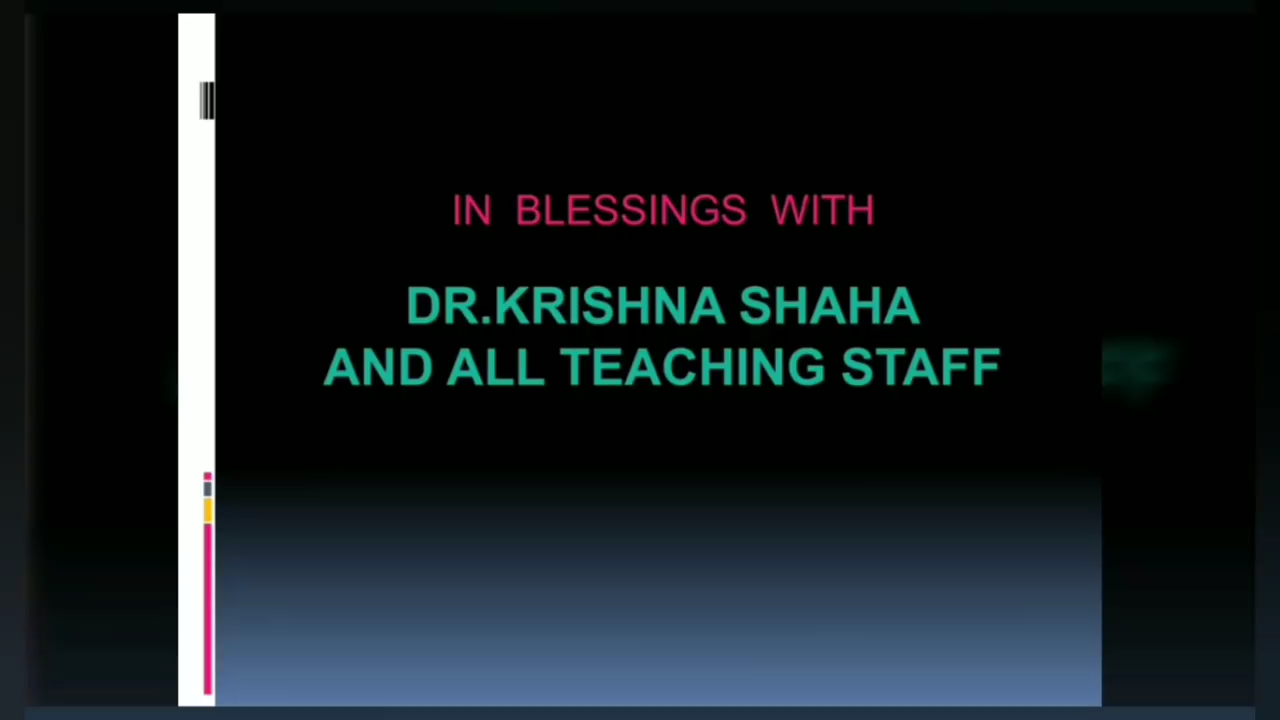 IN BLESSINGS WITH
DR.KRISHNA SHAHA
AND ALL TEACHING STAFF